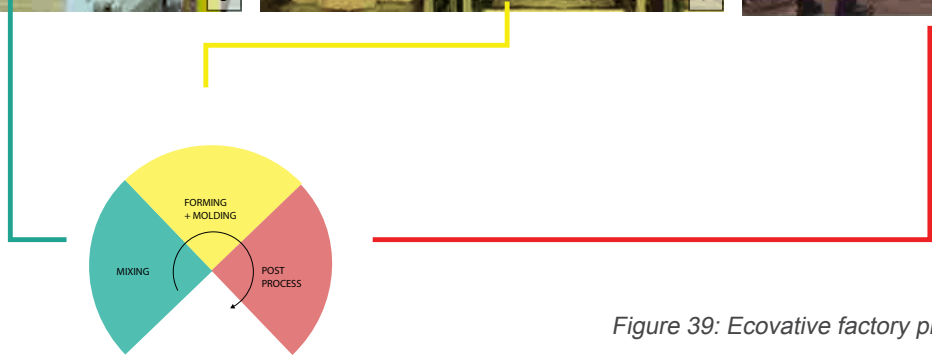 FORMING
+ MOLDING
MIXING
POST
PROCESS
Figure 39: Ecovative factory